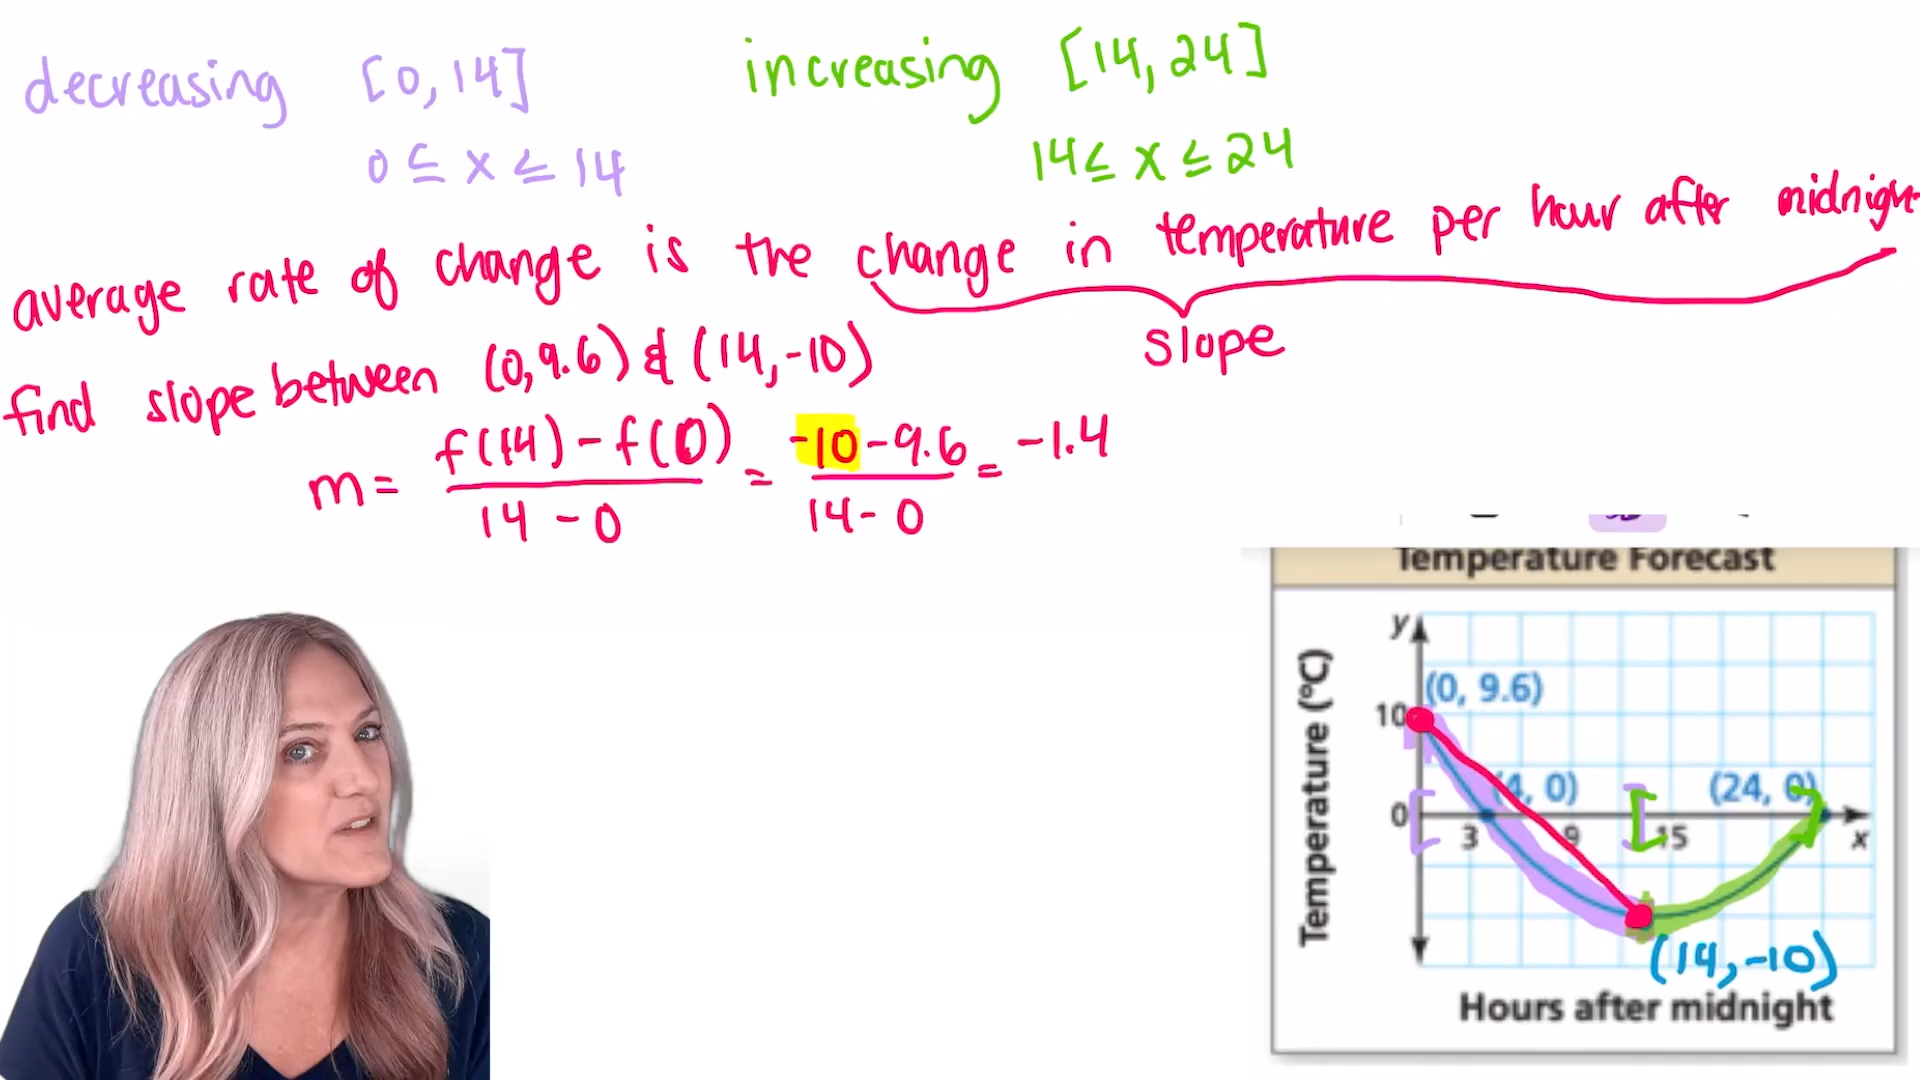 decreasing [0,14]
0 ≤ x ≤ 14
increasing [14,24]
14 ≤ x ≤ 24
average rate of change is the change in temperature per hour after midnight
slope
find slope between (0,9.6) & (14,-10)
m = f(14) - f(0) / 14 - 0 = -10 - 9.6 / 14 - 0 = -1.4
Temperature Forecast
y
(0, 9.6)
10
(4, 0)
(24, 0)
0
3
9
15
x
(14,-10)
Temperature (°C)
Hours after midnight